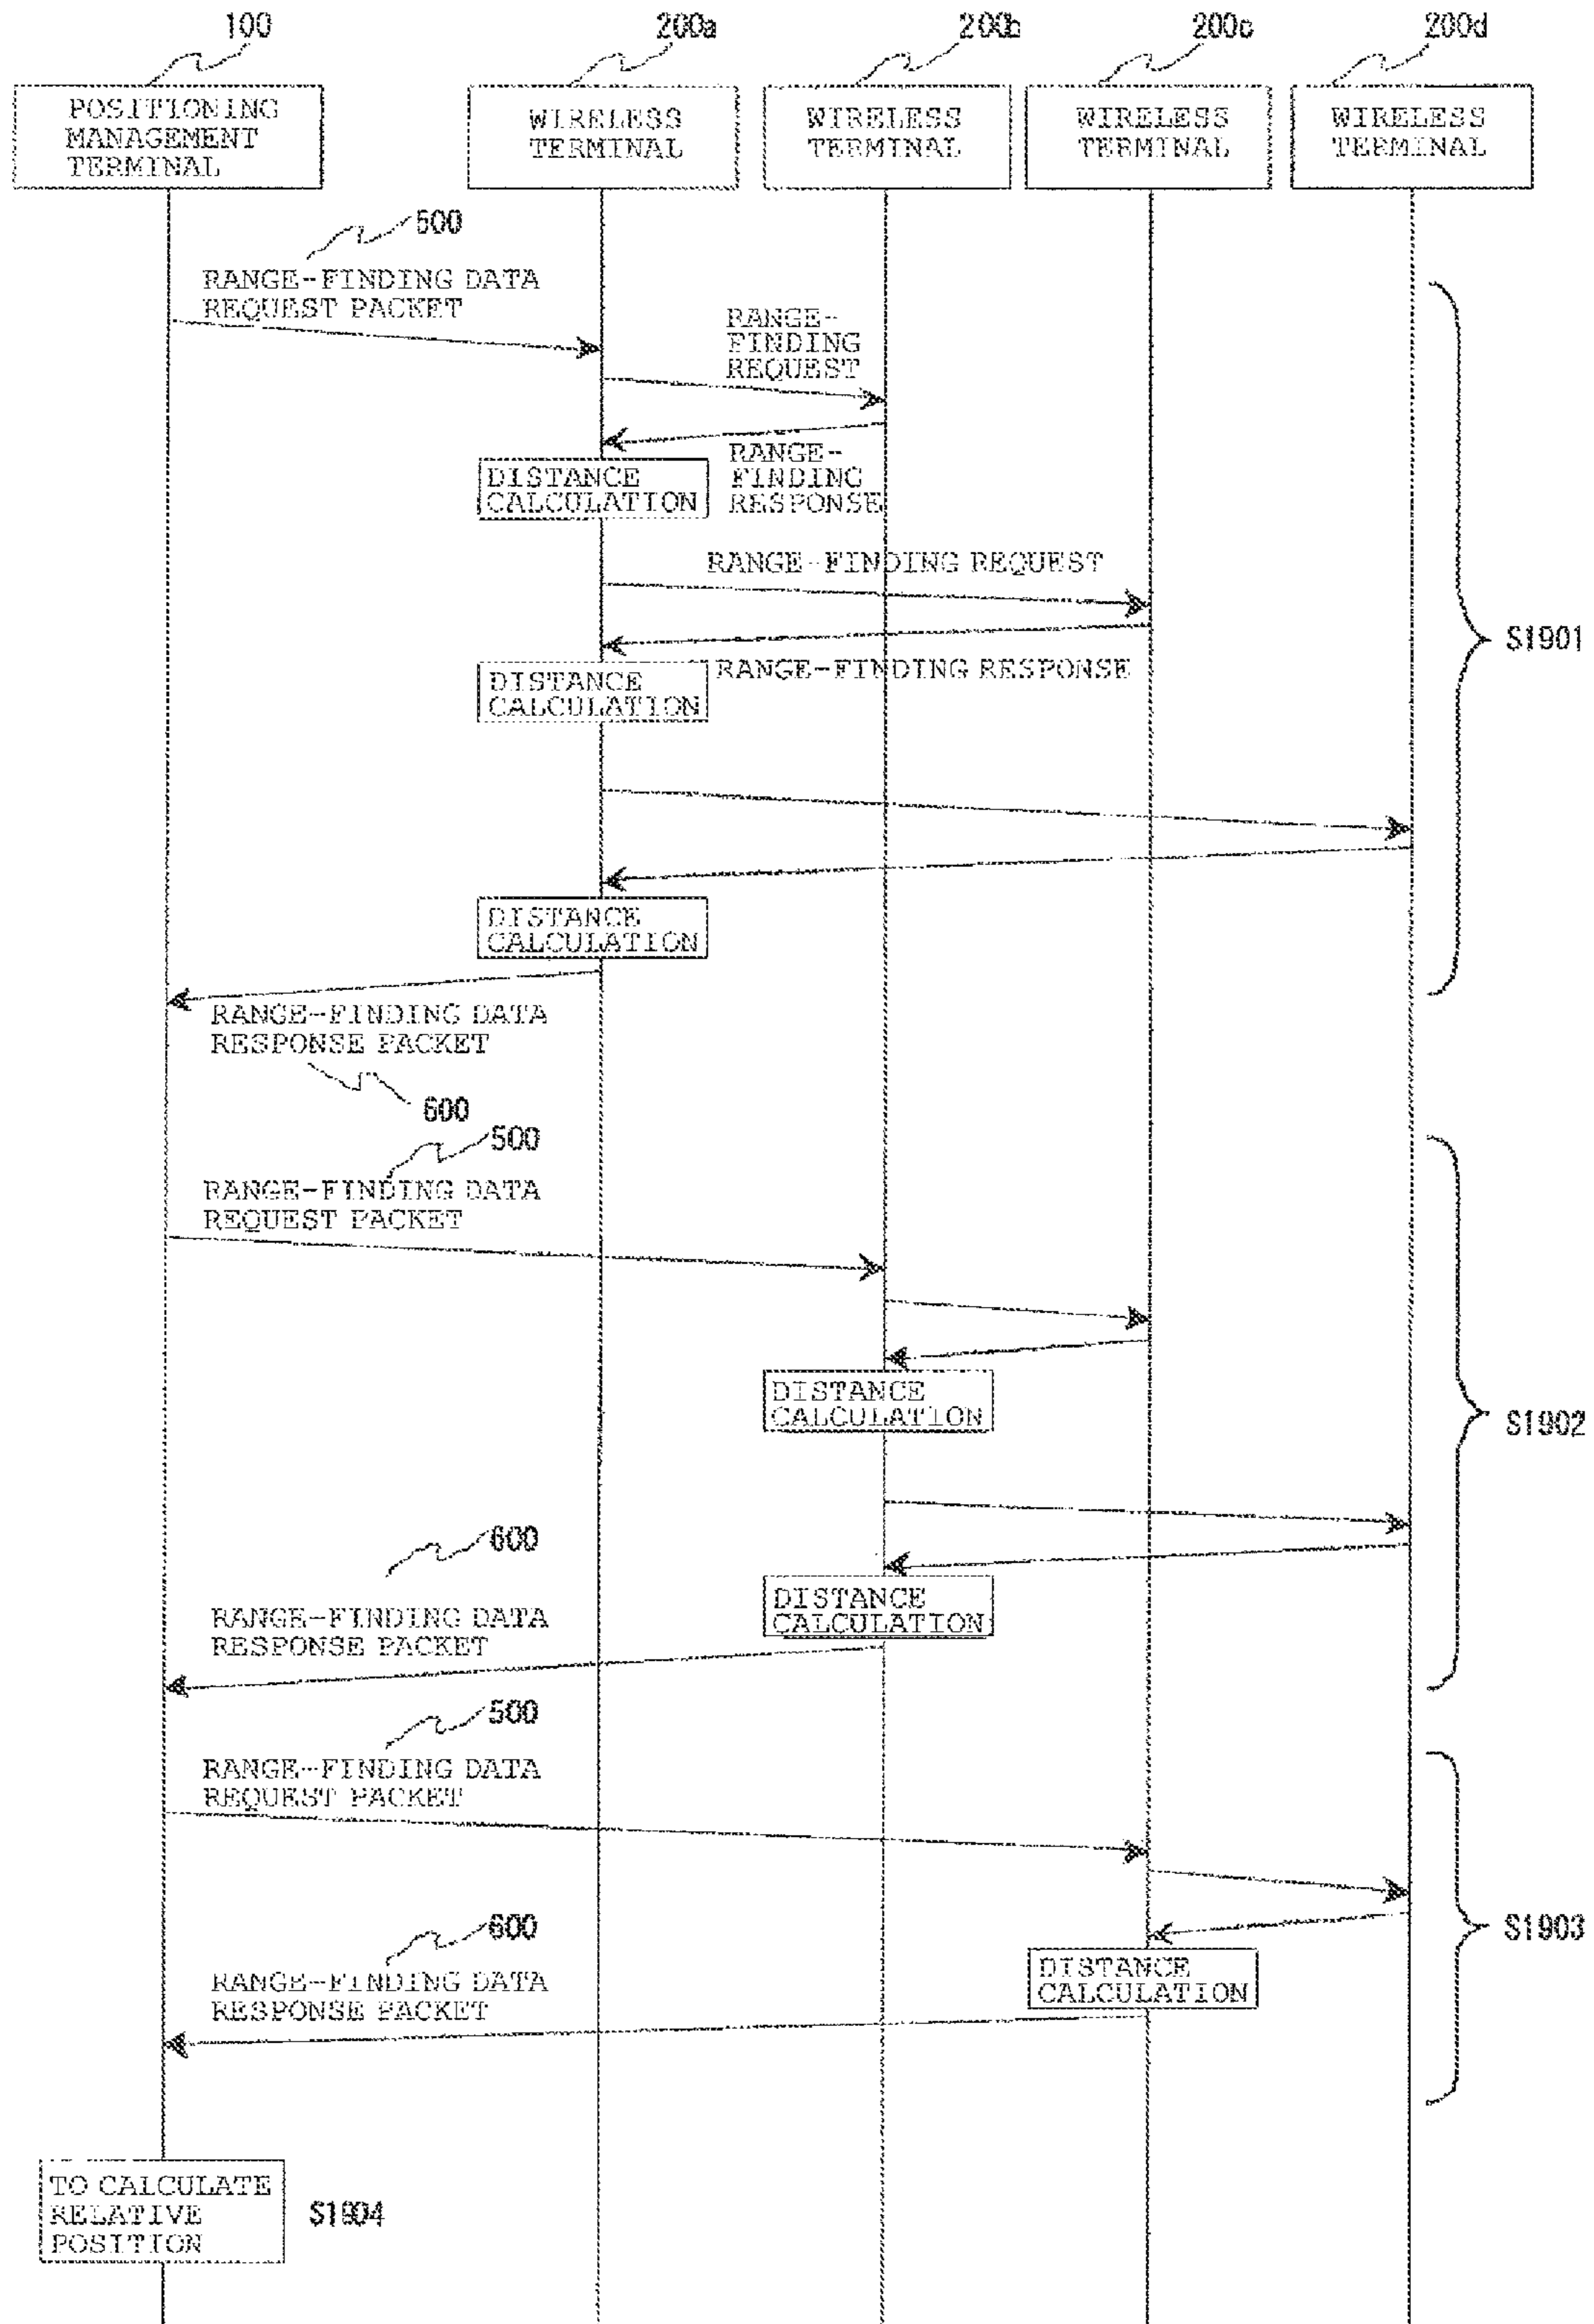 100
200a
200b
200c
200d
POSITIONING
MANAGEMENT
TERMINAL
WIRELESS
TERMINAL
WIRELESS
TERMINAL
WIRELESS
TERMINAL
WIRELESS
TERMINAL
500
RANGE-FINDING DATA
REQUEST PACKET
RANGE-
FINDING
REQUEST
RANGE-
FINDING
RESPONSE
DISTANCE
CALCULATION
RANGE-FINDING REQUEST
S1901
RANGE-FINDING RESPONSE
DISTANCE
CALCULATION
DISTANCE
CALCULATION
RANGE-FINDING DATA
RESPONSE PACKET
600
500
RANGE-FINDING DATA
REQUEST PACKET
DISTANCE
CALCULATION
S1902
600
DISTANCE
CALCULATION
RANGE-FINDING DATA
RESPONSE PACKET
500
RANGE-FINDING DATA
REQUEST PACKET
600
S1903
RANGE-FINDING DATA
RESPONSE PACKET
DISTANCE
CALCULATION
TO CALCULATE
RELATIVE
POSITION
S1904